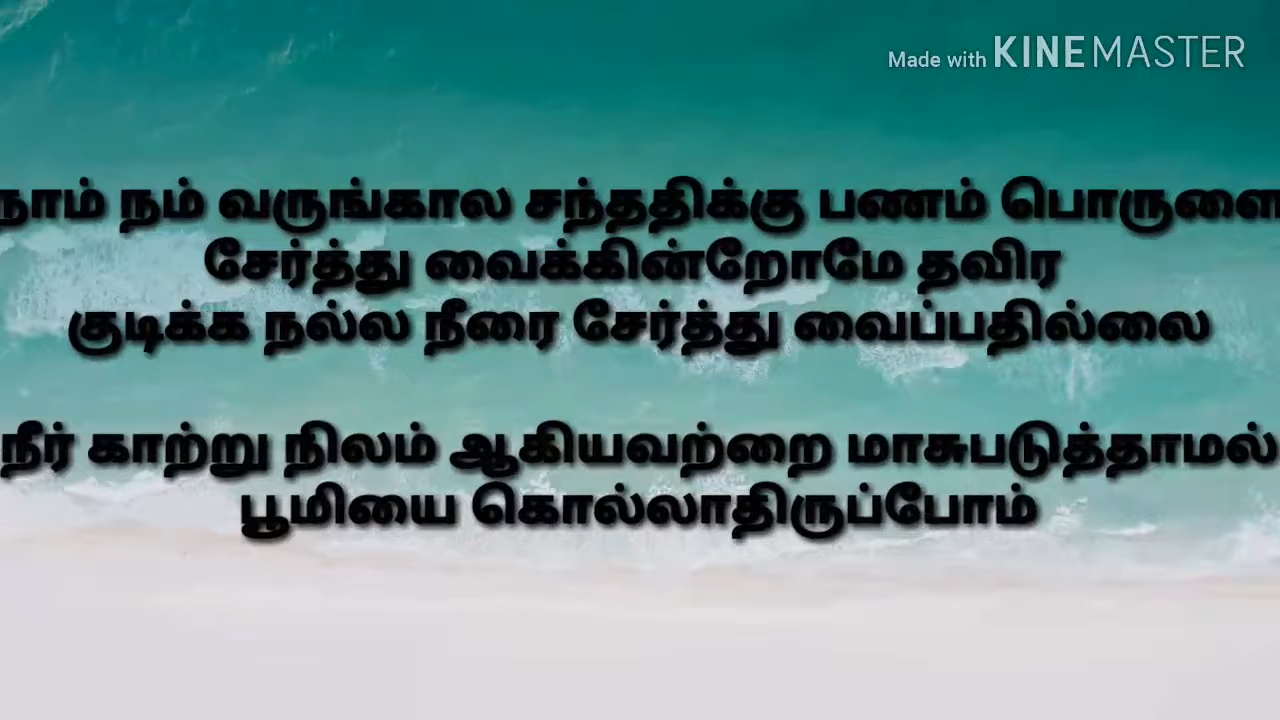 Made with KINEMASTER
நாம் நம் வருங்கால சந்ததிக்கு பணம் பொருளை
சேர்த்து வைக்கின்றோமே தவிர
குடிக்க நல்ல நீரை சேர்த்து வைப்பதில்லை
நீர் காற்று நிலம் ஆகியவற்றை மாசுபடுத்தாமல்
பூமியை கொல்லாதிருப்போம்